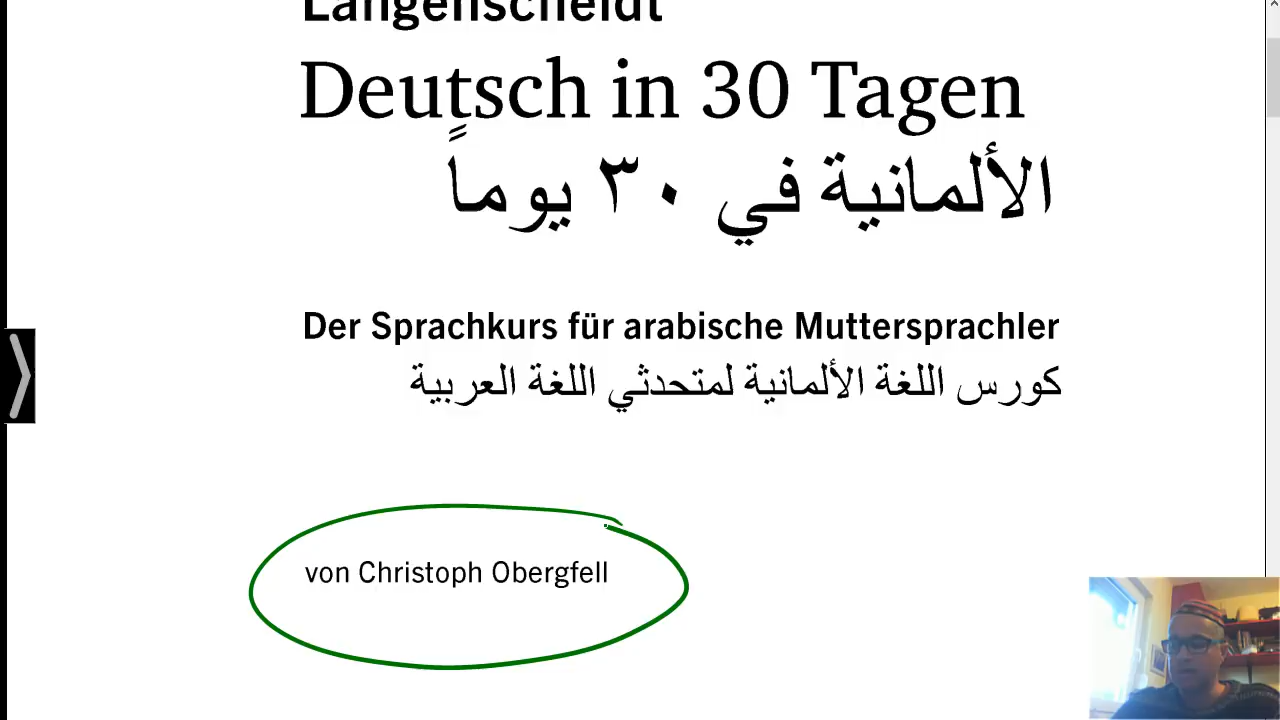 Langenscheidt
Deutsch in 30 Tagen
الألمانية في ٣٠ يوماً
Der Sprachkurs für arabische Muttersprachler
كورس اللغة الألمانية لمتحدثي اللغة العربية
von Christoph Obergfell